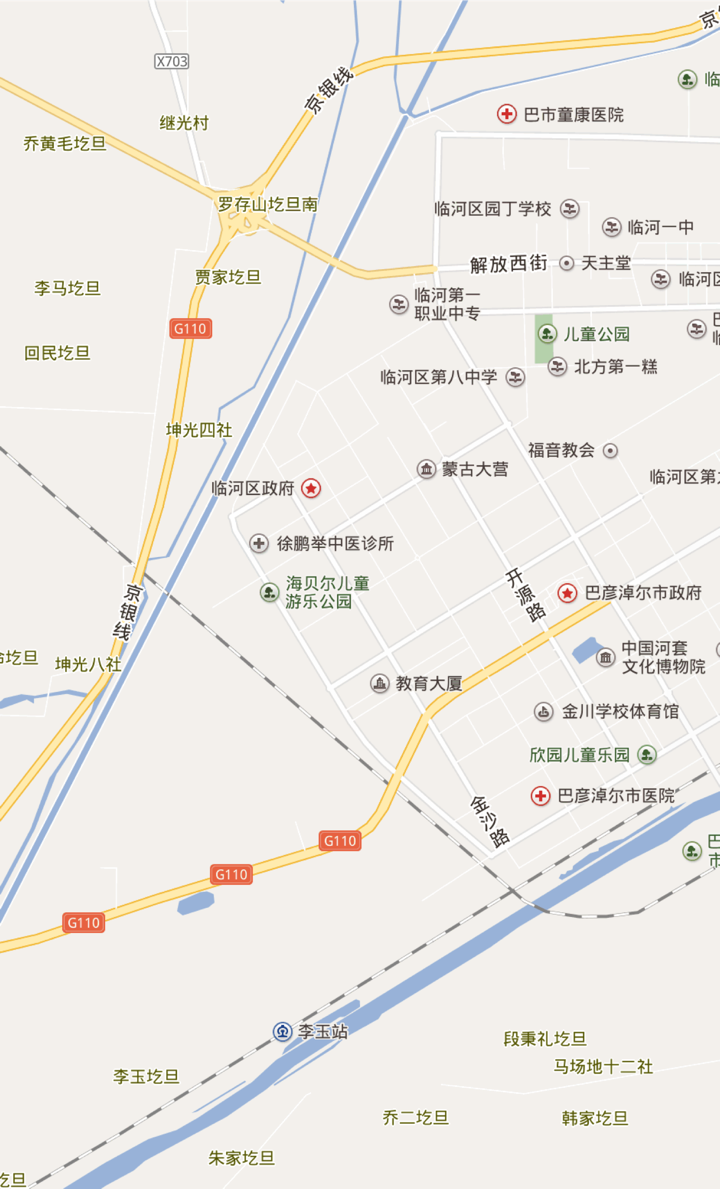 京
X703
京银线
临
巴市童康医院
继光村
乔黄毛圪旦
罗存山圪旦南
临河区园丁学校
临河一中
解放西街
天主堂
贾家圪旦
临河区
李马圪旦
临河第一
职业中专
G110
儿童公园
回民圪旦
北方第一糕
临河区第八中学
坤光四社
福音教会
蒙古大营
临河区第
临河区政府
徐鹏举中医诊所
开源路
海贝尔儿童
游乐公园
巴彦淖尔市政府
京银线
圪旦
坤光八社
中国河套
文化博物院
教育大厦
金川学校体育馆
欣园儿童乐园
巴彦淖尔市医院
金沙路
G110
巴
市
G110
G110
李玉站
段秉礼圪旦
马场地十二社
李玉圪旦
乔二圪旦
韩家圪旦
朱家圪旦
圪旦